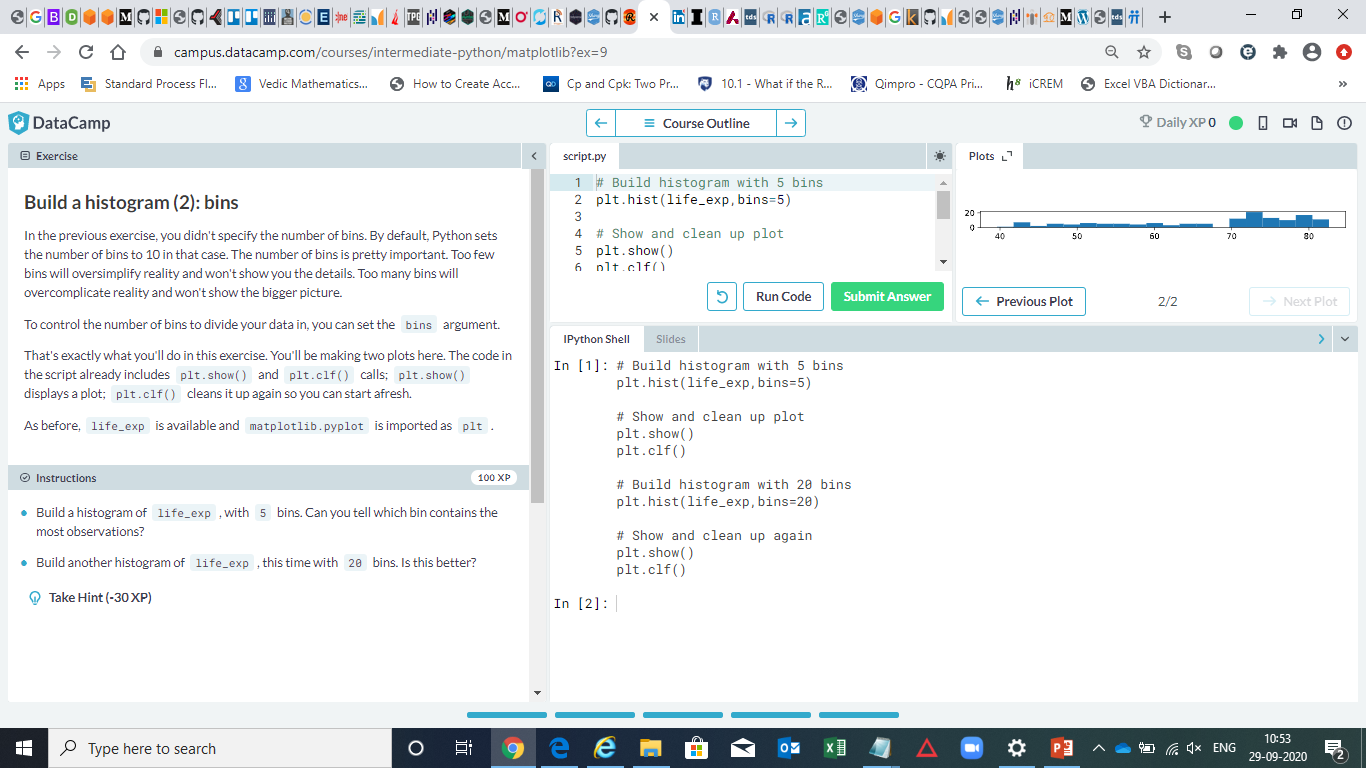 campus.datacamp.com/courses/intermediate-python/matplotlib?ex=9
Apps
Standard Process Fl...
Vedic Mathematics...
How to Create Acc...
Cp and Cpk: Two Pr...
10.1 - What if the R...
Qimpro - CQPA Pri...
iCREM
Excel VBA Dictionar...
»
DataCamp
Course Outline
Daily XP 0
Exercise
Build a histogram (2): bins
In the previous exercise, you didn't specify the number of bins. By default, Python sets
the number of bins to 10 in that case. The number of bins is pretty important. Too few
bins will oversimplify reality and won't show you the details. Too many bins will
overcomplicate reality and won't show the bigger picture.
To control the number of bins to divide your data in, you can set the bins argument.
That's exactly what you'll do in this exercise. You'll be making two plots here. The code in
the script already includes plt.show() and plt.clf() calls; plt.show()
displays a plot; plt.clf() cleans it up again so you can start afresh.
As before, life_exp is available and matplotlib.pyplot is imported as plt .
Instructions
100 XP
Build a histogram of life_exp , with 5 bins. Can you tell which bin contains the
most observations?
Build another histogram of life_exp , this time with 20 bins. Is this better?
Take Hint (-30 XP)
script.py
1 # Build histogram with 5 bins
2 plt.hist(life_exp,bins=5)
3
4 # Show and clean up plot
5 plt.show()
6 plt.clf()
Run Code
Submit Answer
Plots
20
0
40 50 60 70 80
Previous Plot
2/2
Next Plot
IPython Shell
Slides
In [1]: # Build histogram with 5 bins
plt.hist(life_exp,bins=5)
# Show and clean up plot
plt.show()
plt.clf()
# Build histogram with 20 bins
plt.hist(life_exp,bins=20)
# Show and clean up again
plt.show()
plt.clf()
In [2]:
Type here to search
ENG
10:53
29-09-2020
2